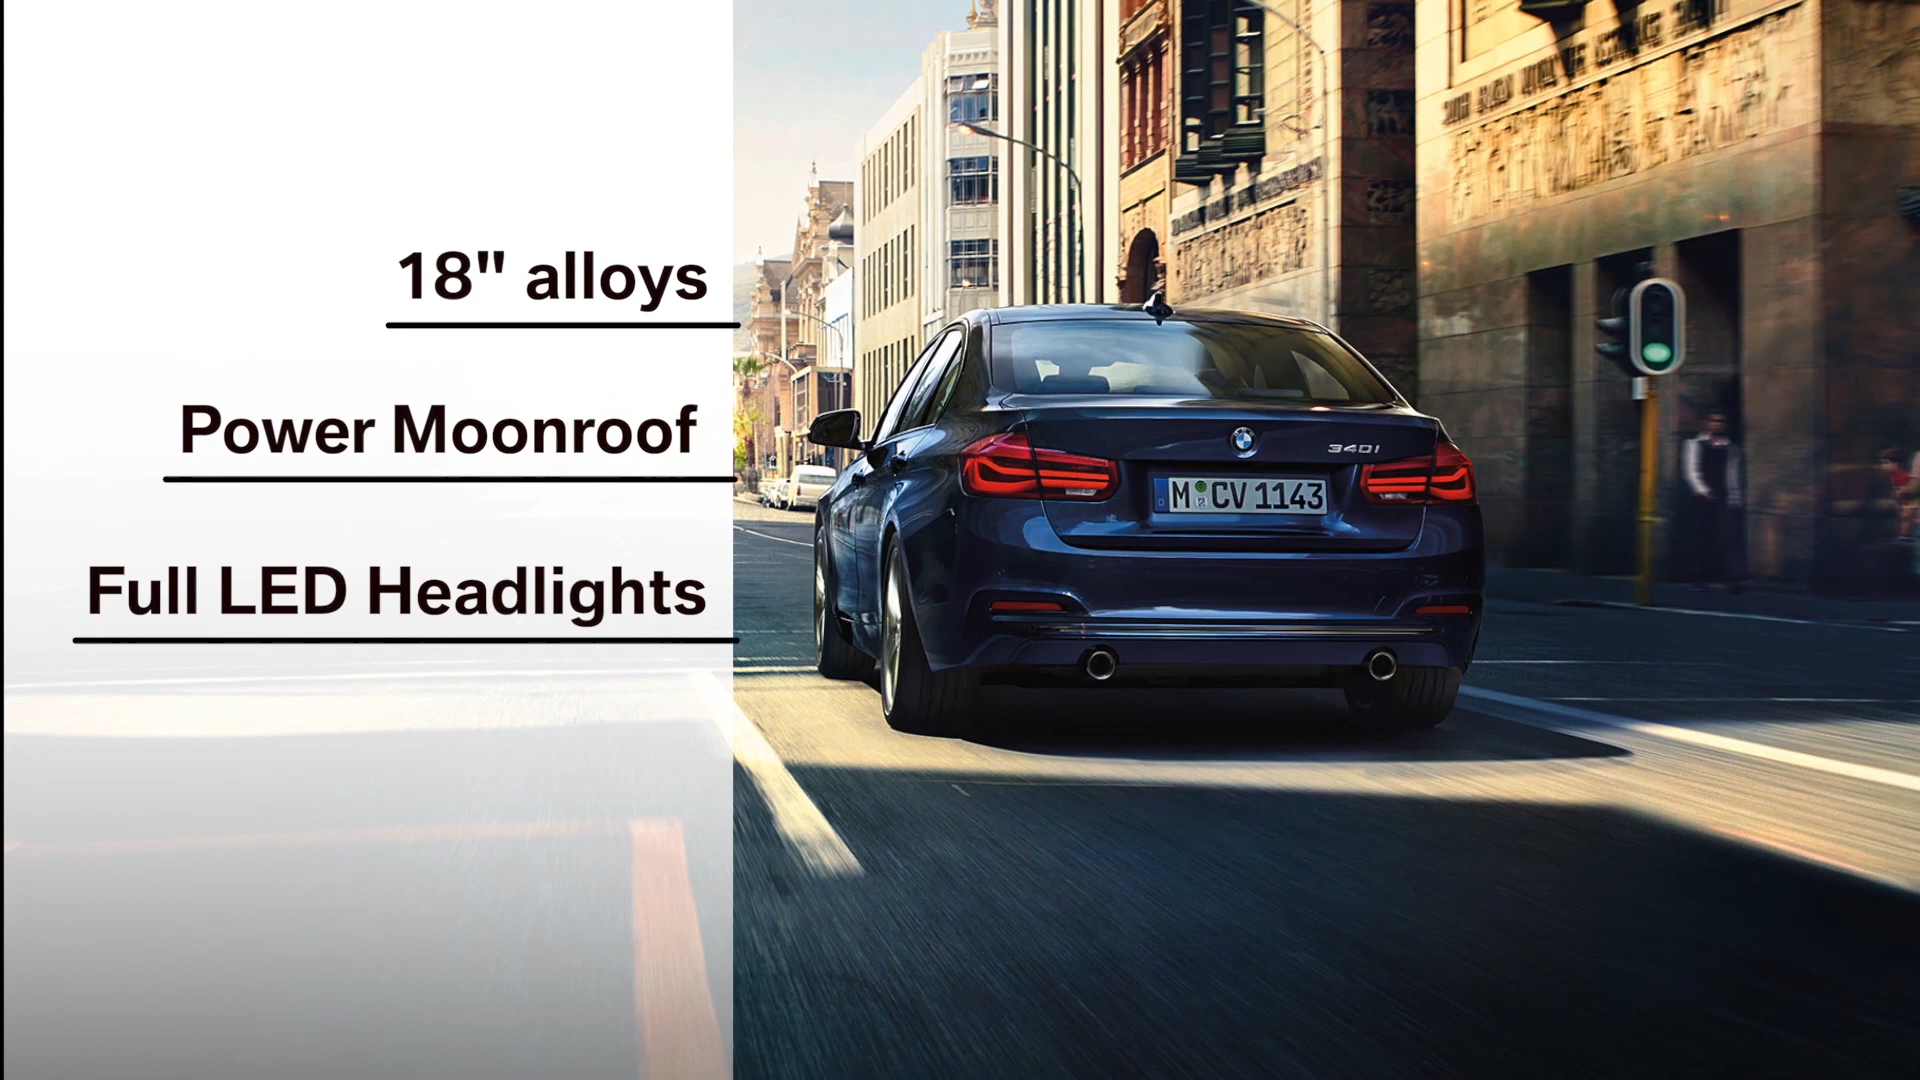 18" alloys
Power Moonroof
Full LED Headlights
340i
M CV 1143